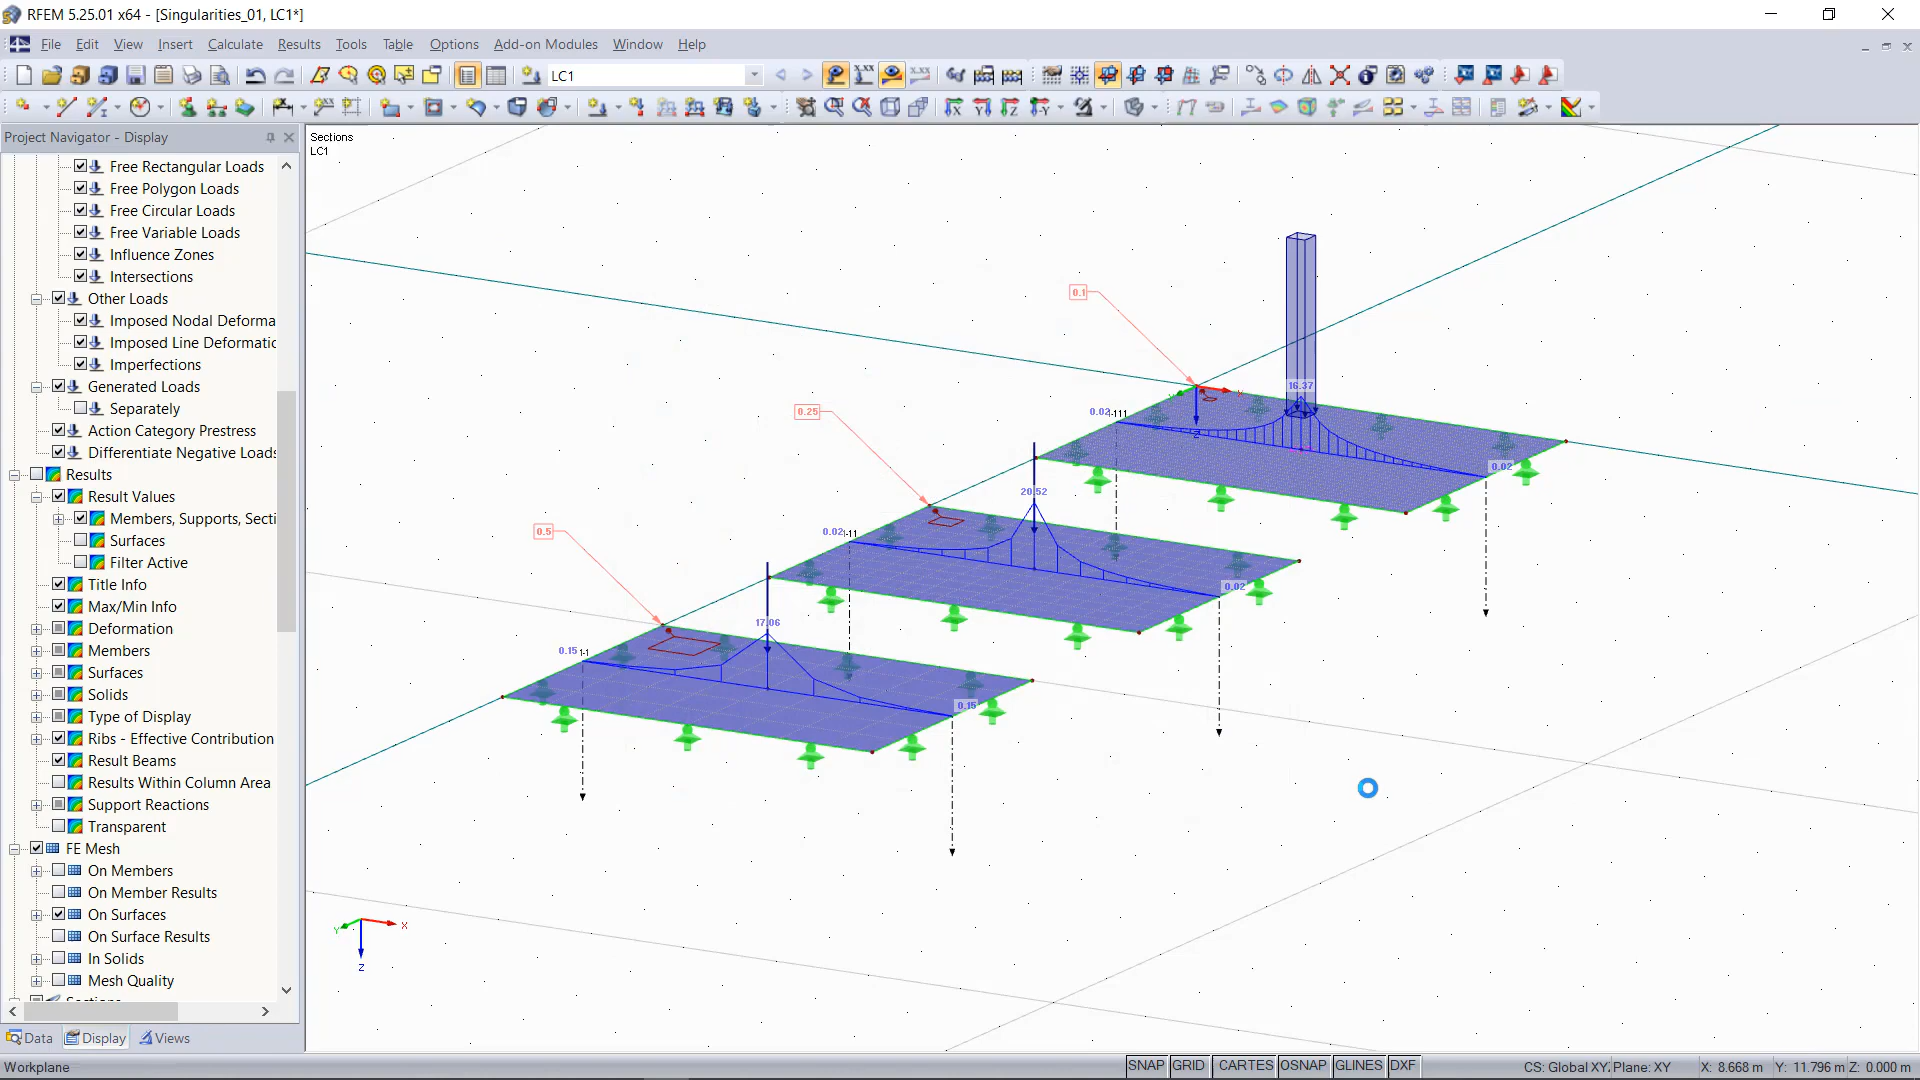 RFEM 5.25.01 x64 - [Singularities_01, LC1*]
File Edit View Insert Calculate Results Tools Table Options Add-on Modules Window Help
LC1
Project Navigator - Display
Free Rectangular Loads
Free Polygon Loads
Free Circular Loads
Free Variable Loads
Influence Zones
Intersections
Other Loads
Imposed Nodal Deforma
Imposed Line Deformatic
Imperfections
Generated Loads
Separately
Action Category Prestress
Differentiate Negative Loads
Results
Result Values
Members, Supports, Secti
Surfaces
Filter Active
Title Info
Max/Min Info
Deformation
Members
Surfaces
Solids
Type of Display
Ribs - Effective Contribution
Result Beams
Results Within Column Area
Support Reactions
Transparent
FE Mesh
On Members
On Member Results
On Surfaces
On Surface Results
In Solids
Mesh Quality
Data Display Views
Sections
LC1
0.1
16.37
0.02
X
Z
0.02
0.25
20.52
0.02
0.02
0.5
17.06
0.15
0.15
Y
X
Z
Workplane
SNAP GRID CARTES OSNAP GLINES DXF
CS: Global XY, Plane: XY
X: 8.668 m Y: 11.796 m Z: 0.000 m